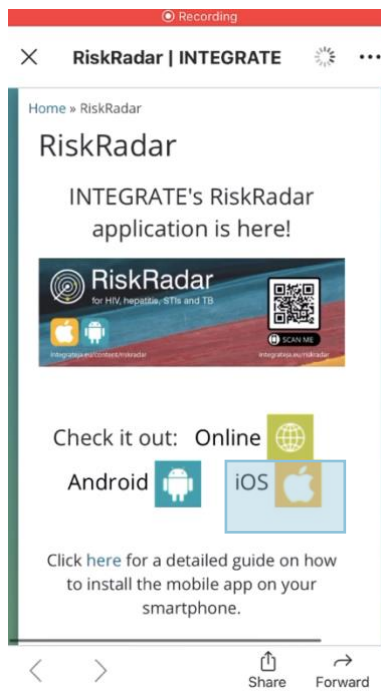 Recording
RiskRadar | INTEGRATE
Home » RiskRadar
RiskRadar
INTEGRATE's RiskRadar
application is here!
RiskRadar
for HIV, hepatitis, STIs and TB
SCAN ME
integrateja.eu/content/riskradar
integrateja.eu/riskradar
Check it out: Online
Android iOS
Click here for a detailed guide on how
to install the mobile app on your
smartphone.
Share Forward